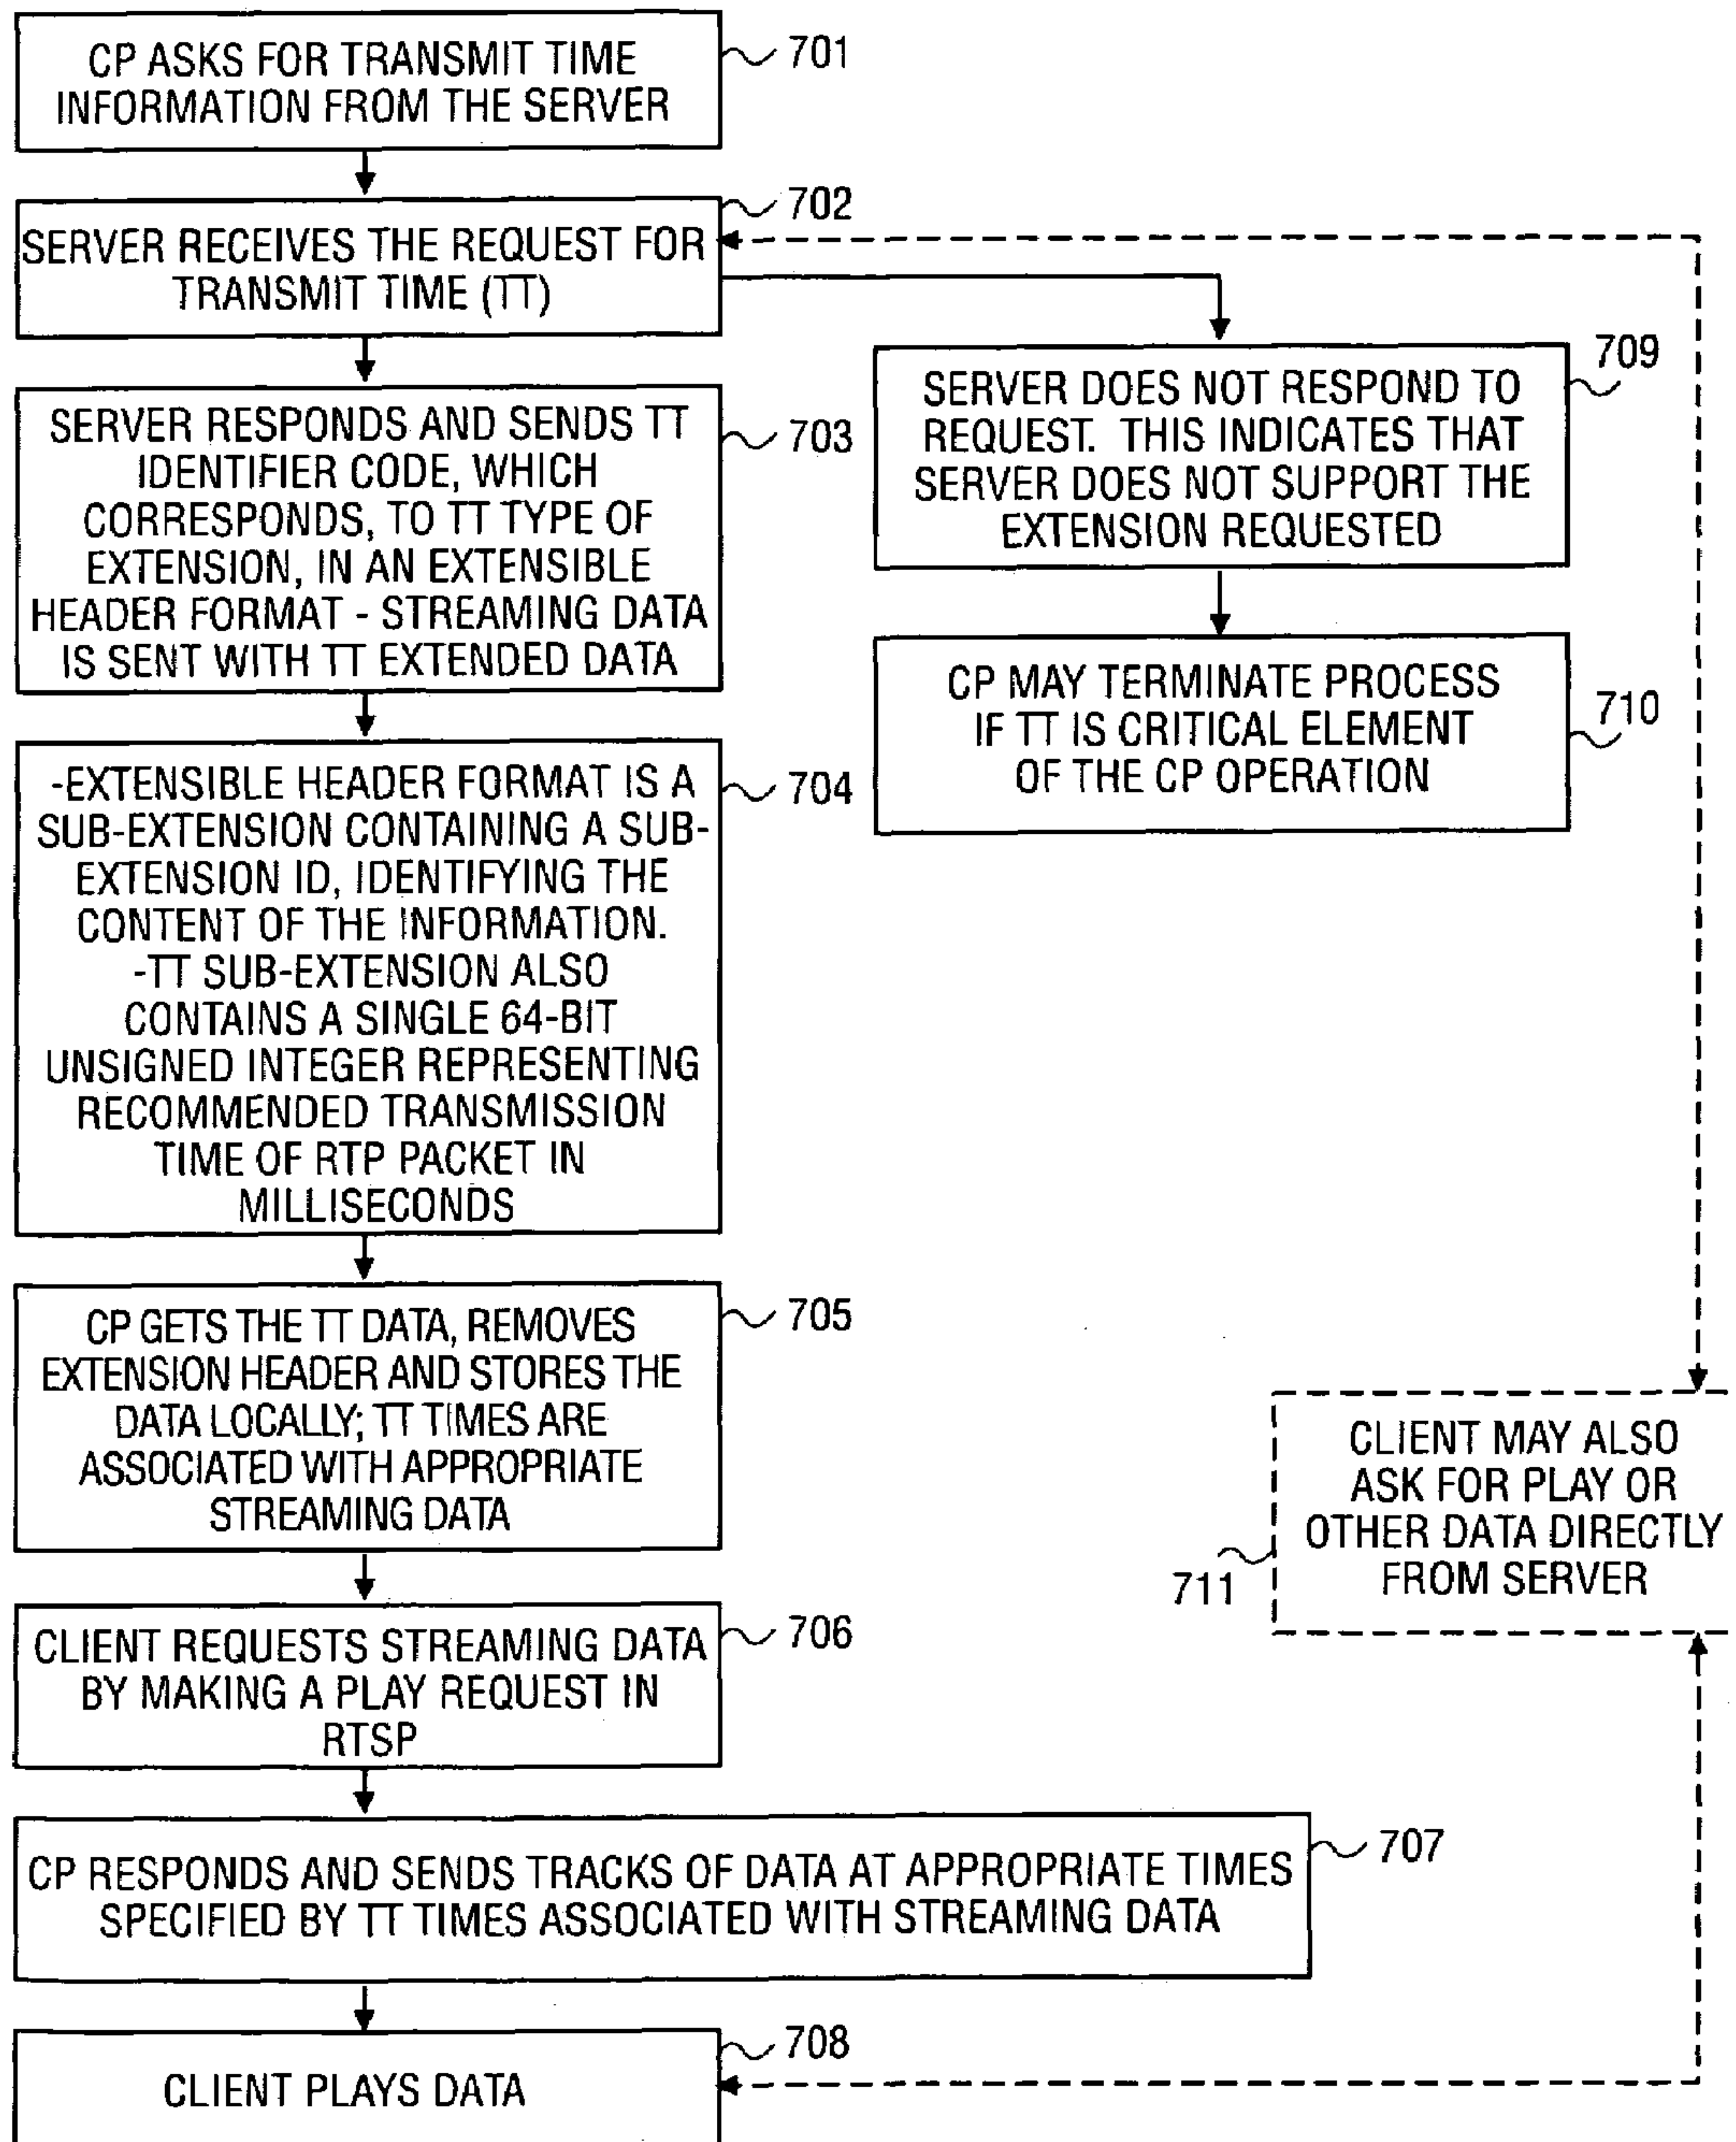 CP ASKS FOR TRANSMIT TIME
INFORMATION FROM THE SERVER
701
SERVER RECEIVES THE REQUEST FOR
TRANSMIT TIME (TT)
702
SERVER RESPONDS AND SENDS TT
IDENTIFIER CODE, WHICH
CORRESPONDS, TO TT TYPE OF
EXTENSION, IN AN EXTENSIBLE
HEADER FORMAT - STREAMING DATA
IS SENT WITH TT EXTENDED DATA
703
SERVER DOES NOT RESPOND TO
REQUEST. THIS INDICATES THAT
SERVER DOES NOT SUPPORT THE
EXTENSION REQUESTED
709
CP MAY TERMINATE PROCESS
IF TT IS CRITICAL ELEMENT
OF THE CP OPERATION
710
-EXTENSIBLE HEADER FORMAT IS A
SUB-EXTENSION CONTAINING A SUB-
EXTENSION ID, IDENTIFYING THE
CONTENT OF THE INFORMATION.
-TT SUB-EXTENSION ALSO
CONTAINS A SINGLE 64-BIT
UNSIGNED INTEGER REPRESENTING
RECOMMENDED TRANSMISSION
TIME OF RTP PACKET IN
MILLISECONDS
704
CP GETS THE TT DATA, REMOVES
EXTENSION HEADER AND STORES THE
DATA LOCALLY; TT TIMES ARE
ASSOCIATED WITH APPROPRIATE
STREAMING DATA
705
CLIENT MAY ALSO
ASK FOR PLAY OR
OTHER DATA DIRECTLY
FROM SERVER
711
CLIENT REQUESTS STREAMING DATA
BY MAKING A PLAY REQUEST IN
RTSP
706
CP RESPONDS AND SENDS TRACKS OF DATA AT APPROPRIATE TIMES
SPECIFIED BY TT TIMES ASSOCIATED WITH STREAMING DATA
707
CLIENT PLAYS DATA
708